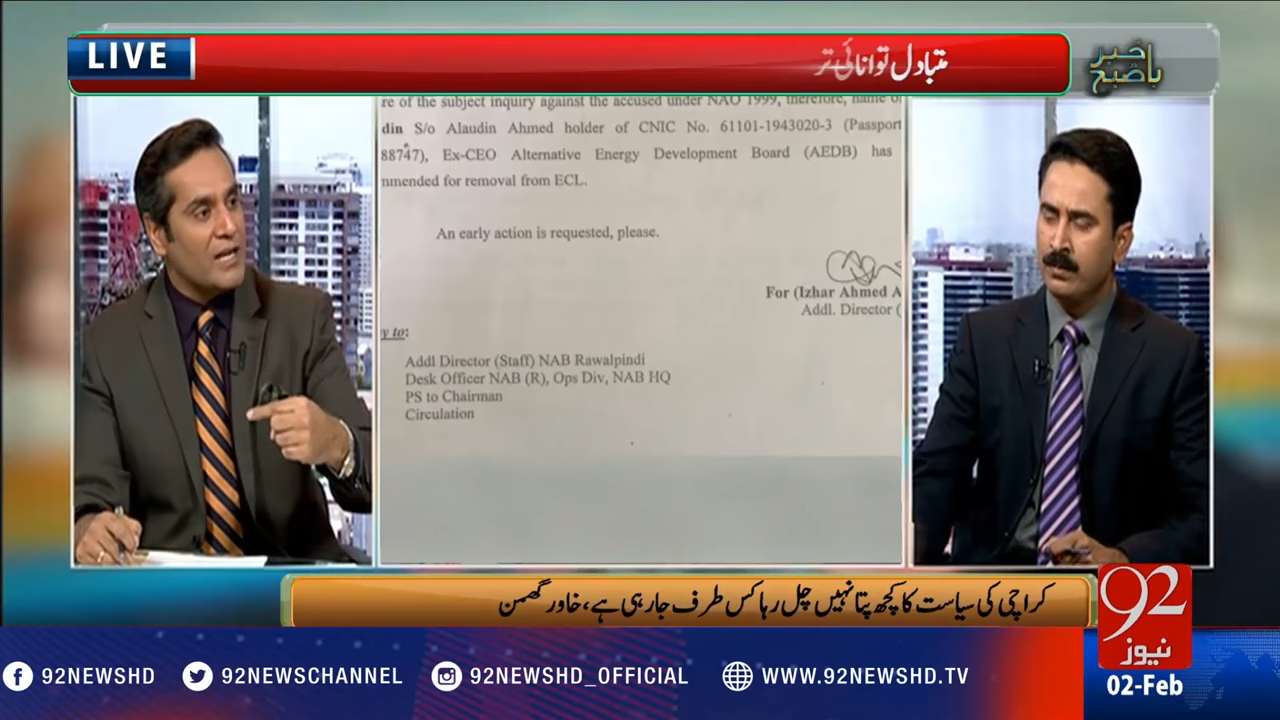 LIVE
متبادل توانائی تر
خبر
باصبح
re of the subject inquiry against the accused under NAO 1999, therefore, name of
din S/o Alaudin Ahmed holder of CNIC No. 61101-1943020-3 (Passport
88747), Ex-CEO Alternative Energy Development Board (AEDB) has
mmended for removal from ECL.
An early action is requested, please.
For (Izhar Ahmed A
Addl. Director (
y to:
Addl Director (Staff) NAB Rawalpindi
Desk Officer NAB (R), Ops Div, NAB HQ
PS to Chairman
Circulation
کراچی کی سیاست کا کچھ پتا نہیں چل رہا کس طرف جا رہی ہے، خاور گھمن
92
نیوز
02-Feb
92NEWSHD
92NEWSCHANNEL
92NEWSHD_OFFICIAL
WWW.92NEWSHD.TV